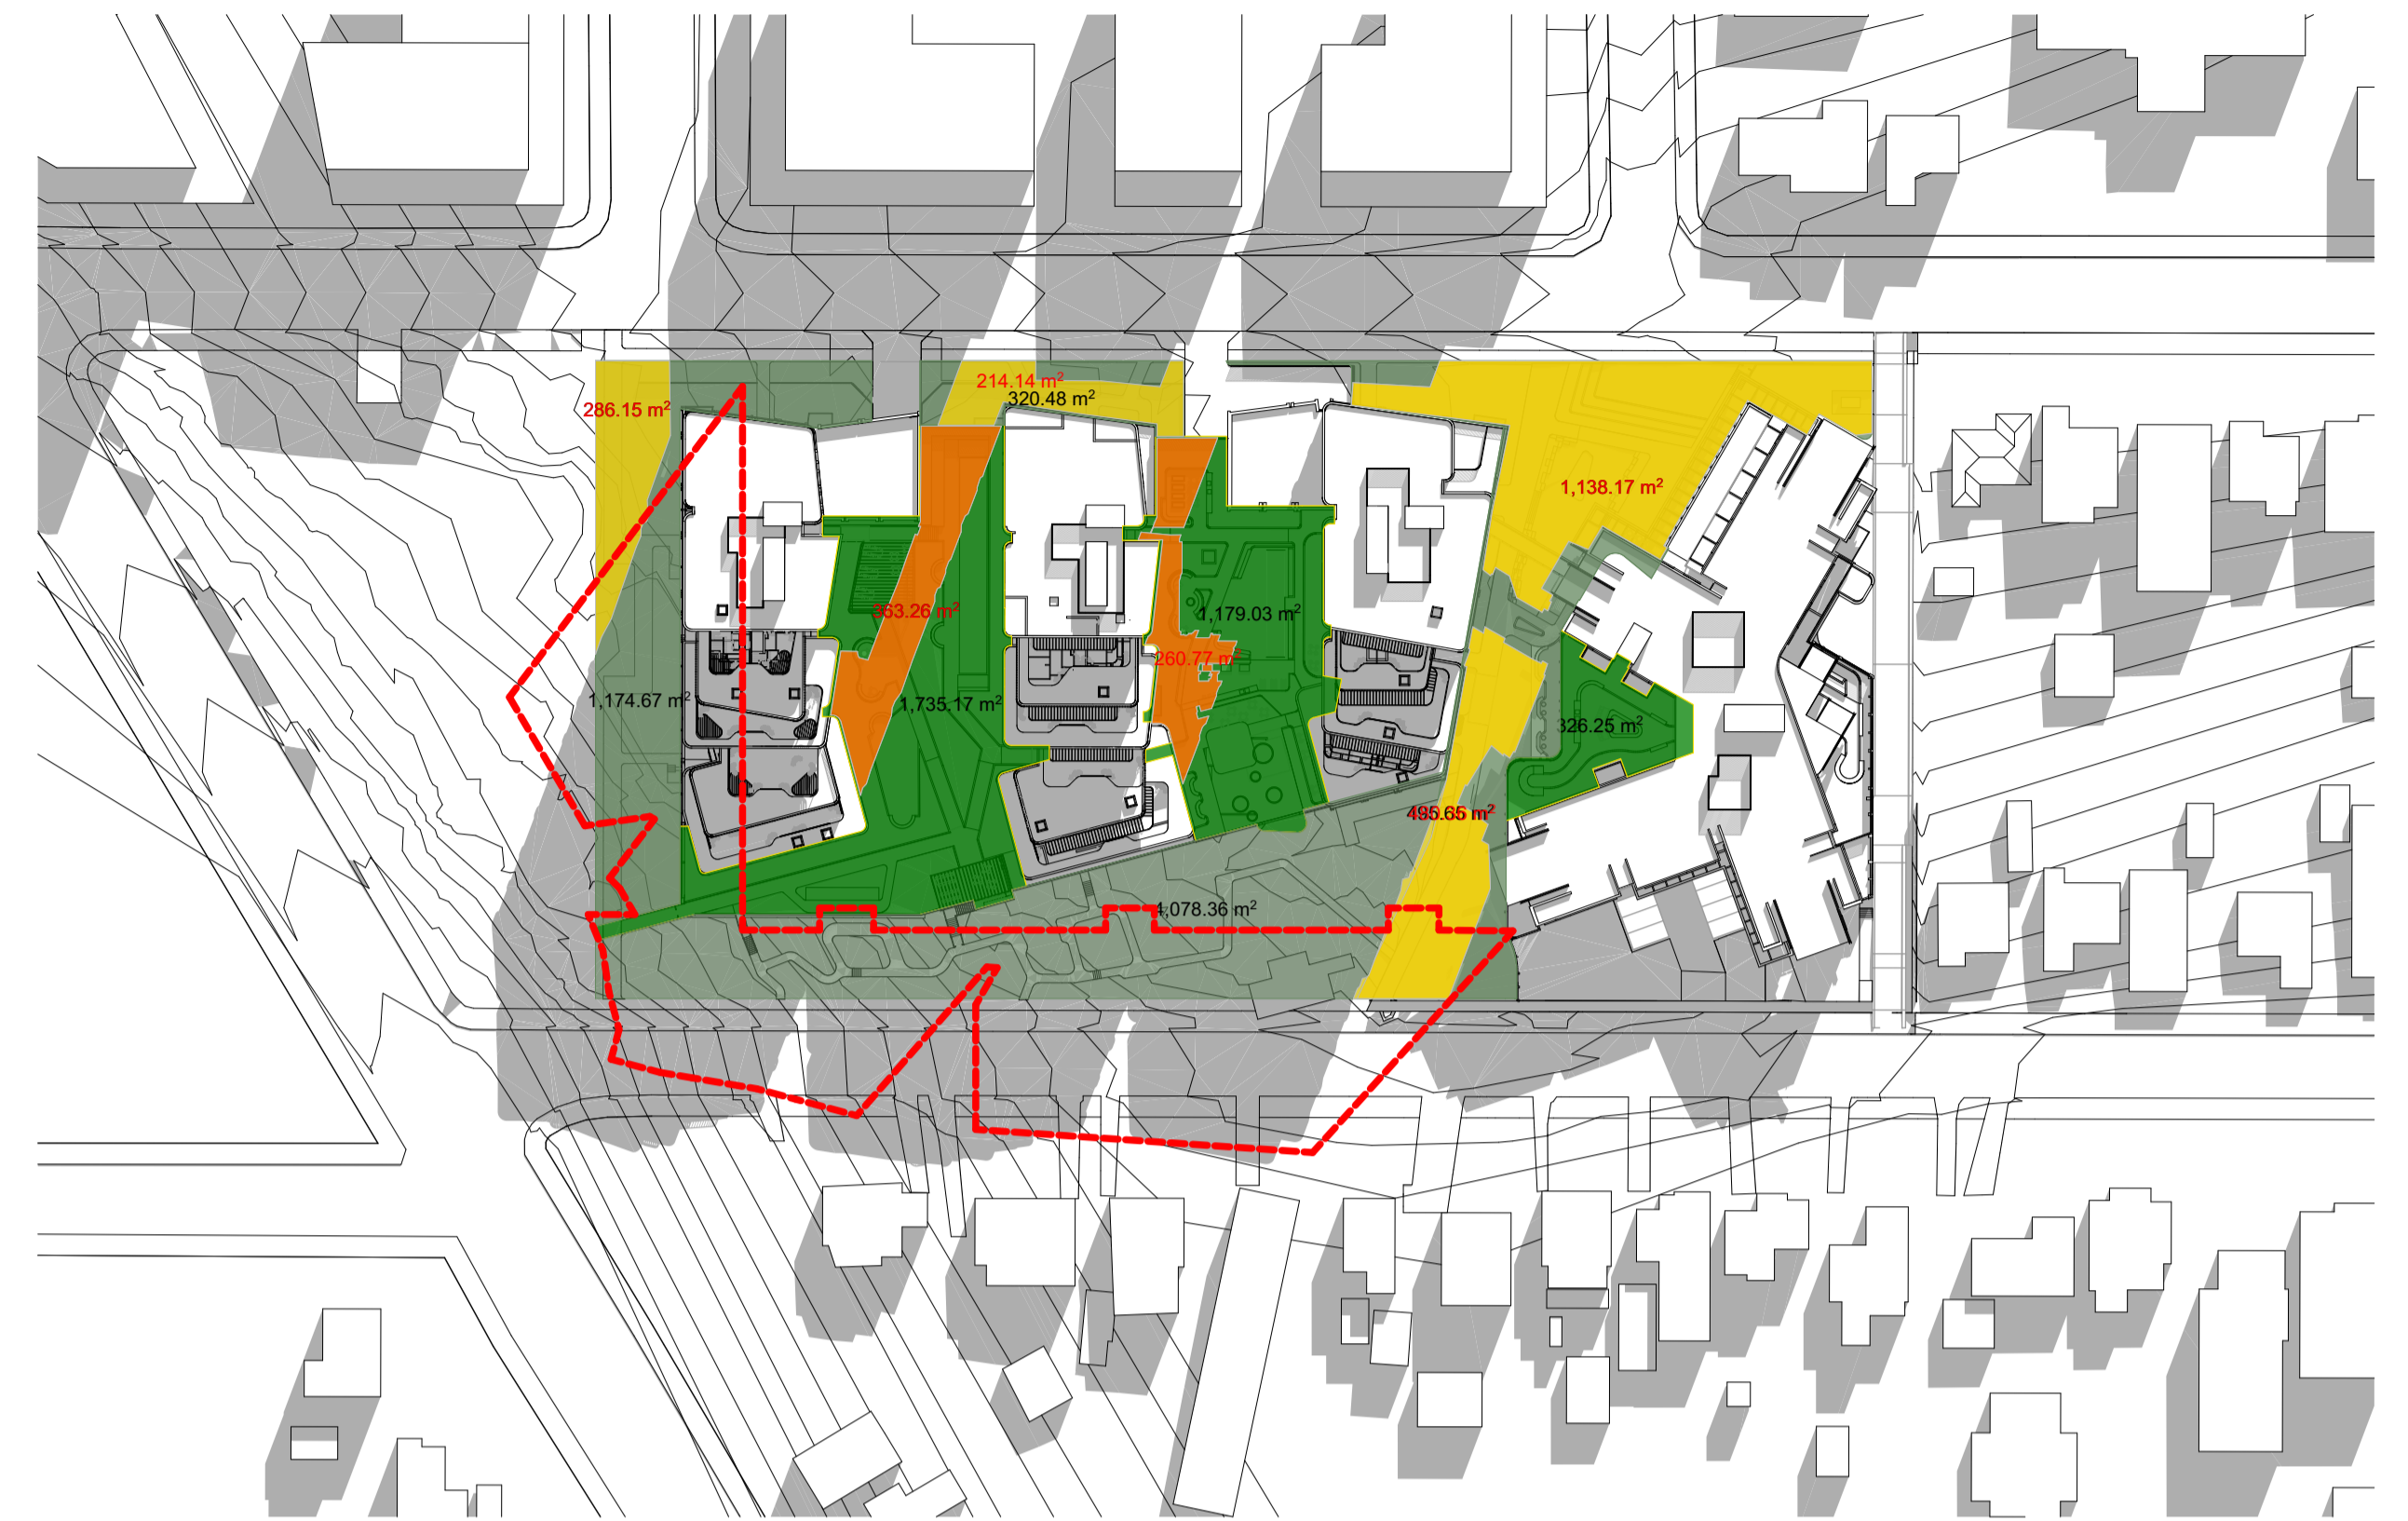 214.14 m²
320.48 m²
286.15 m²
1,138.17 m²
363.26 m²
1,179.03 m²
260.77 m²
1,174.67 m²
1,735.17 m²
326.25 m²
495.65 m²
4,078.36 m²